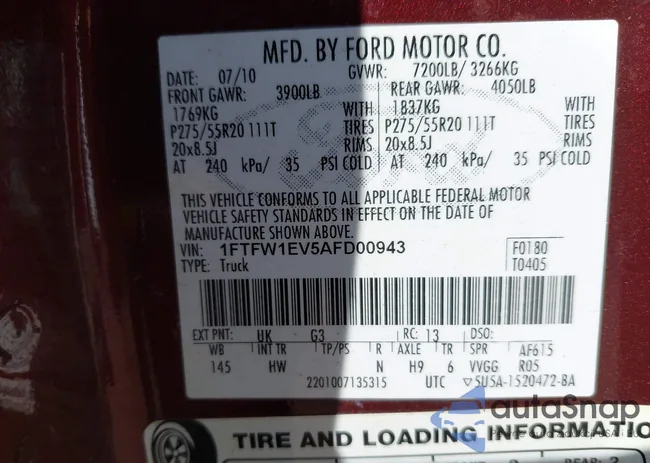 MFD. BY FORD MOTOR CO.
DATE: 07/10 GVWR: 7200LB/ 3266KG
FRONT GAWR: 3900LB REAR GAWR: 4050LB
1769KG WITH 1837KG WITH
P275/55R20 111T TIRES P275/55R20 111T TIRES
20x8.5J RIMS 20x8.5J RIMS
AT 240 kPa/ 35 PSI COLD AT 240 kPa/ 35 PSI COLD
THIS VEHICLE CONFORMS TO ALL APPLICABLE FEDERAL MOTOR
VEHICLE SAFETY STANDARDS IN EFFECT ON THE DATE OF
MANUFACTURE SHOWN ABOVE.
VIN: 1FTFW1EV5AFD00943 F0180
TYPE: Truck T0405
EXT PNT: UK G3 RC: 13 DSO:
WB INT TR TP/PS R AXLE TR SPR AF615
145 HW N H9 6 VVGG R05
2201007135315 UTC ▽5U5A-1520472-BA
autoSnap
TIRE AND LOADING INFORMATIO